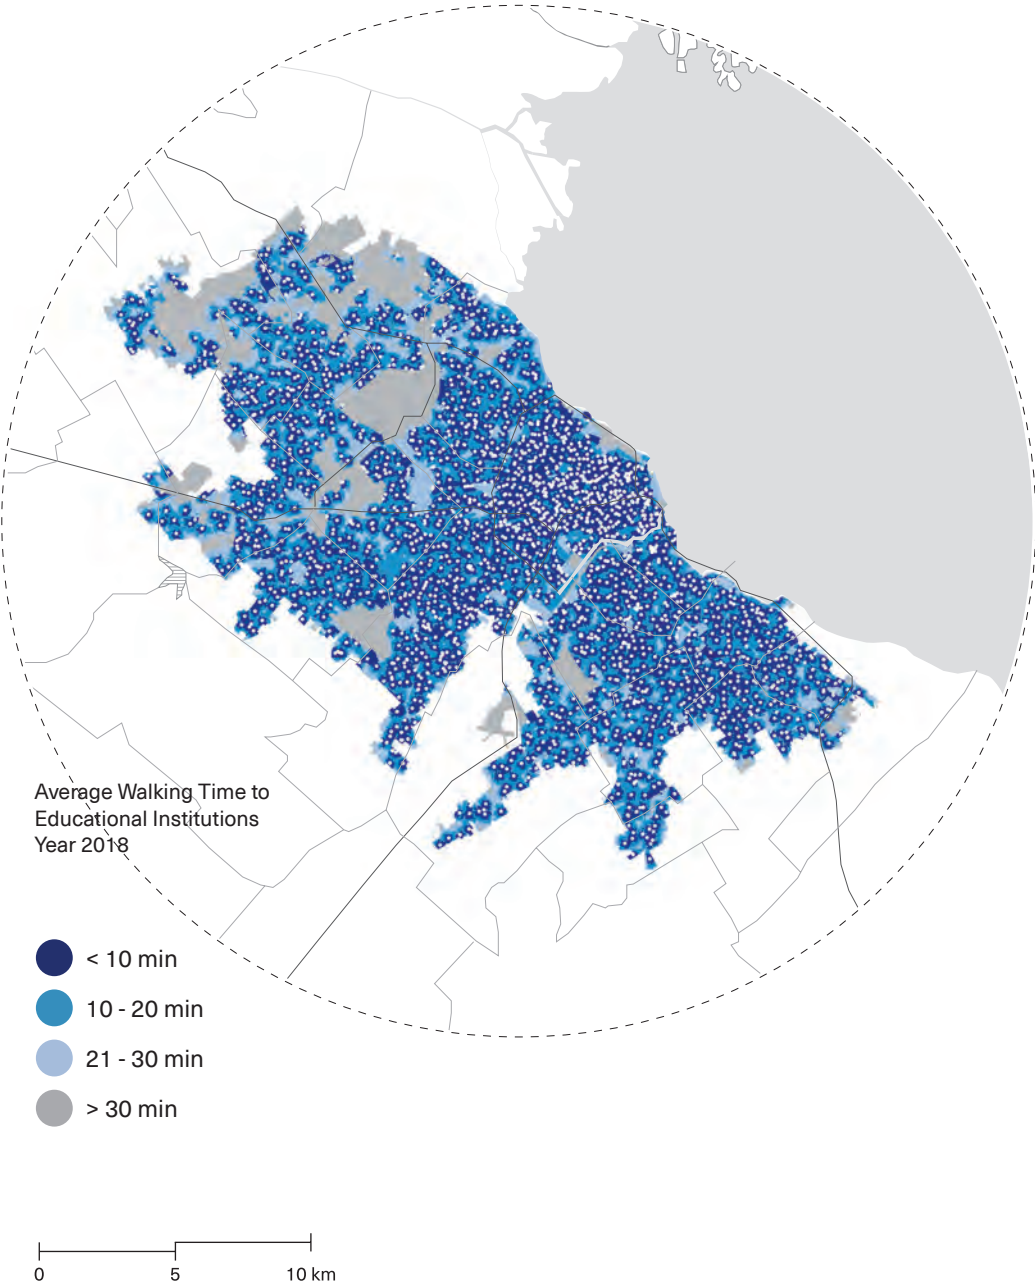 Average Walking Time to
Educational Institutions
Year 2018
< 10 min
10 - 20 min
21 - 30 min
> 30 min
0 5 10 km